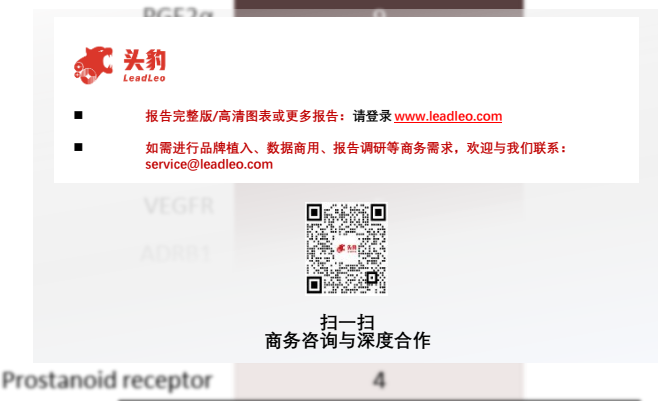 PGF2α 9
头豹
LeadLeo
■ 报告完整版/高清图表或更多报告：请登录 www.leadleo.com
■ 如需进行品牌植入、数据商用、报告调研等商务需求，欢迎与我们联系：
service@leadleo.com
VEGFR
ADRB1
头豹
扫一扫
商务咨询与深度合作
Prostanoid receptor 4